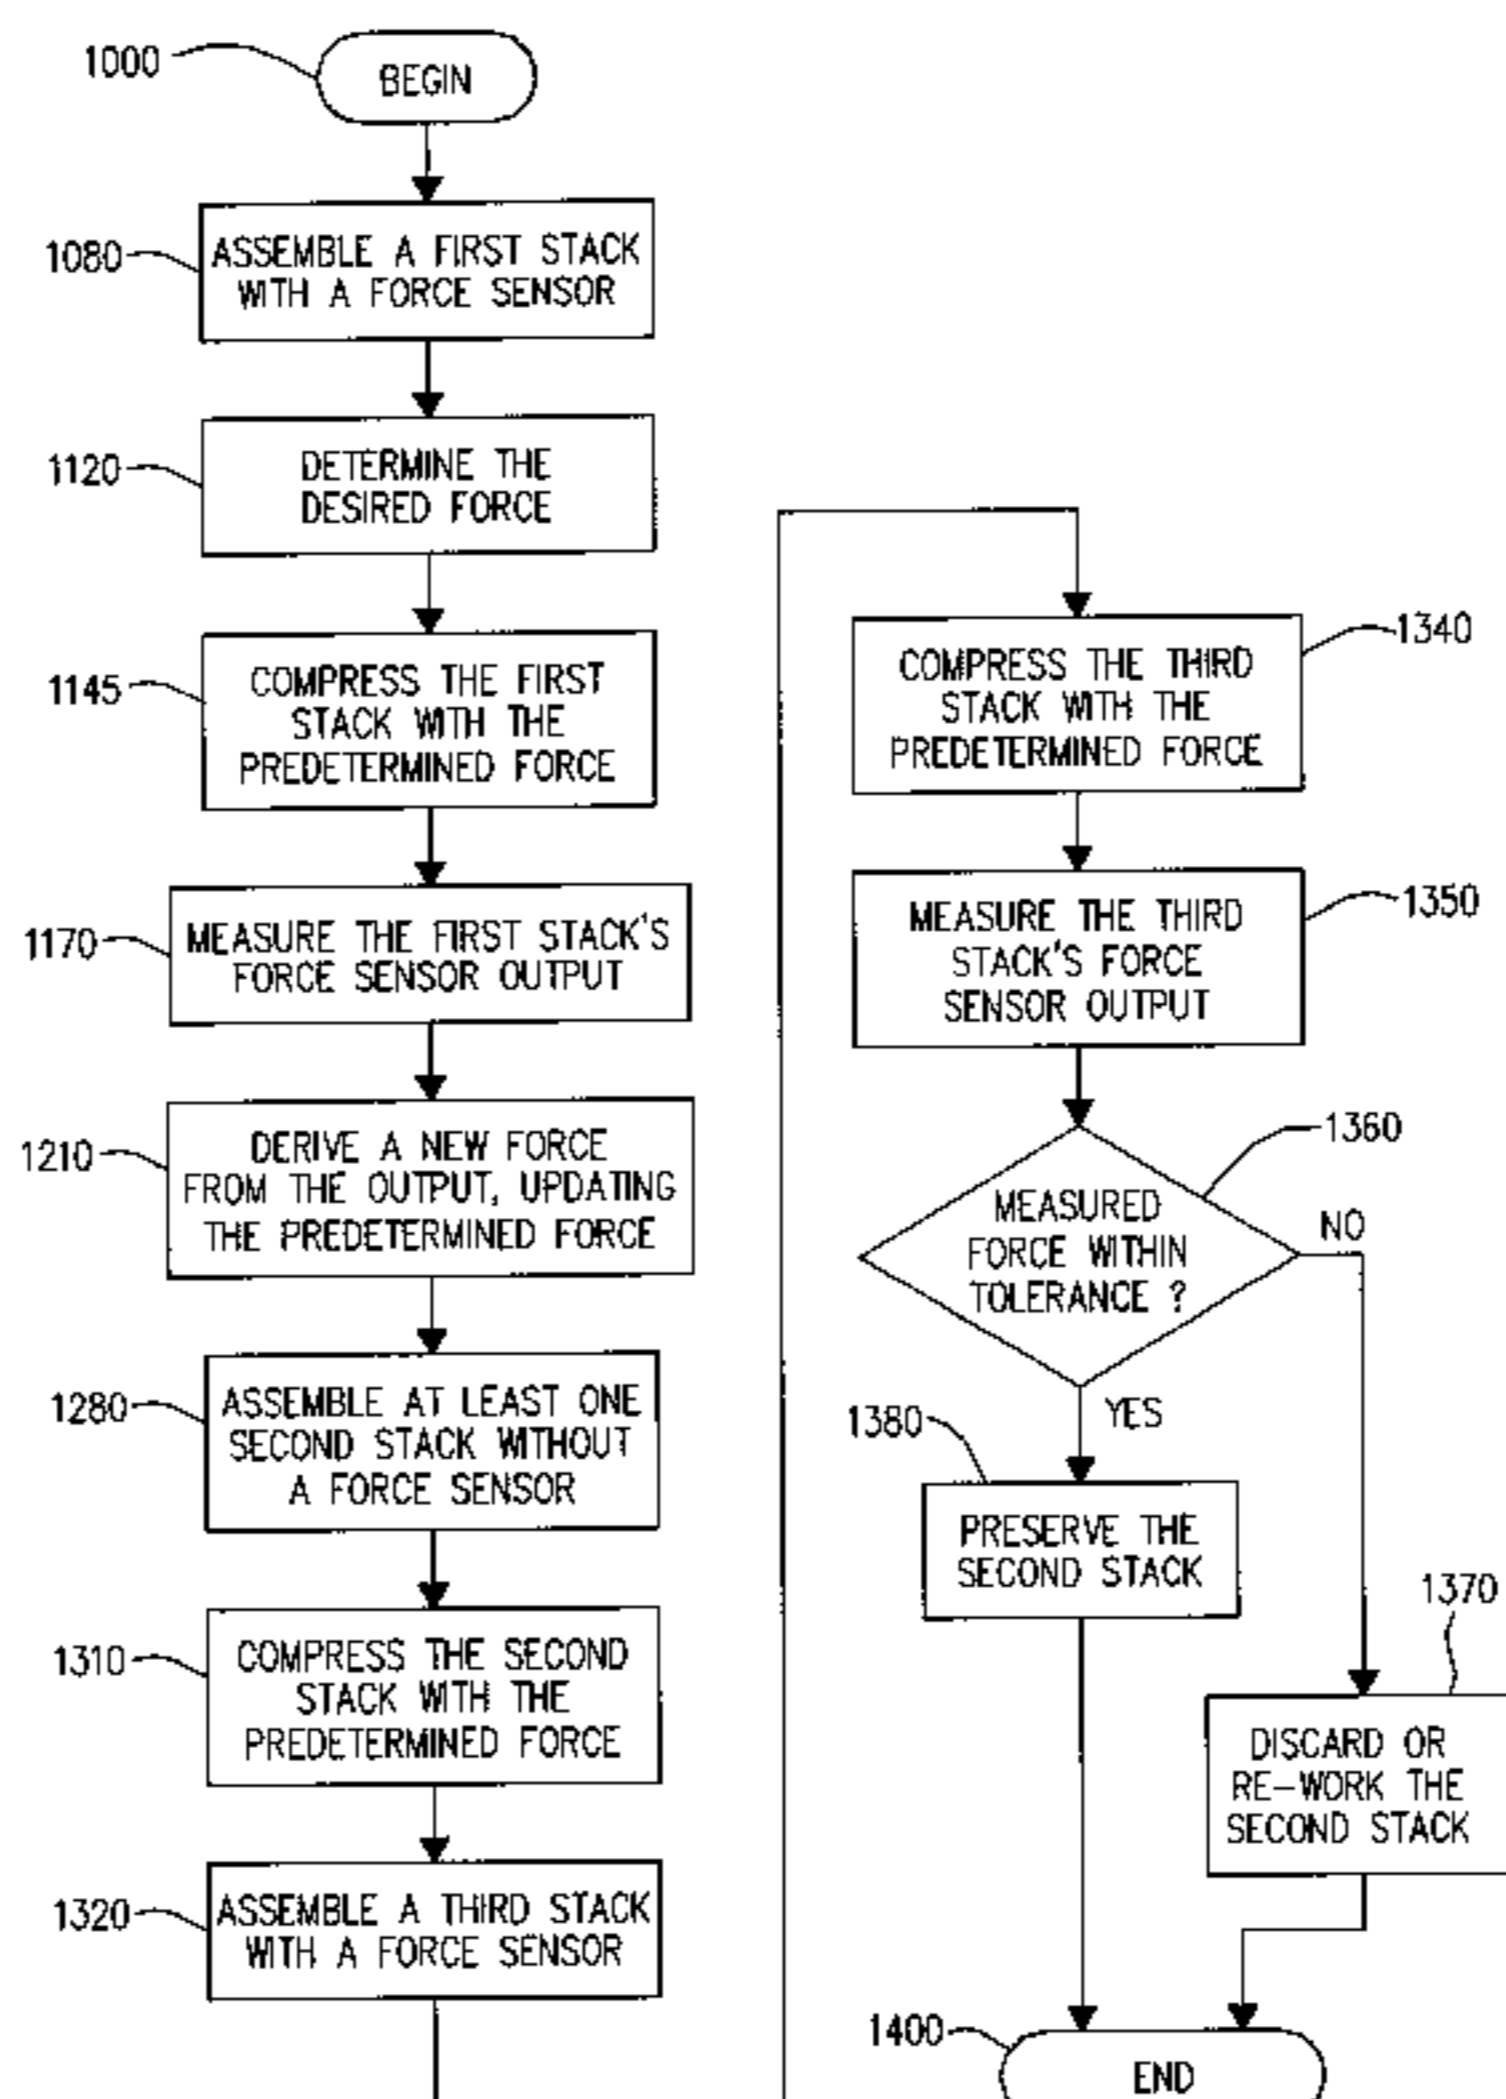 1000
BEGIN
1080
ASSEMBLE A FIRST STACK
WITH A FORCE SENSOR
1120
DETERMINE THE
DESIRED FORCE
1145
COMPRESS THE FIRST
STACK WITH THE
PREDETERMINED FORCE
1170
MEASURE THE FIRST STACK'S
FORCE SENSOR OUTPUT
1210
DERIVE A NEW FORCE
FROM THE OUTPUT, UPDATING
THE PREDETERMINED FORCE
1280
ASSEMBLE AT LEAST ONE
SECOND STACK WITHOUT
A FORCE SENSOR
1310
COMPRESS THE SECOND
STACK WITH THE
PREDETERMINED FORCE
1320
ASSEMBLE A THIRD STACK
WITH A FORCE SENSOR
1340
COMPRESS THE THIRD
STACK WITH THE
PREDETERMINED FORCE
1350
MEASURE THE THIRD
STACK'S FORCE
SENSOR OUTPUT
1360
MEASURED
FORCE WITHIN
TOLERANCE ?
NO
YES
1380
PRESERVE THE
SECOND STACK
1370
DISCARD OR
RE-WORK THE
SECOND STACK
1400
END